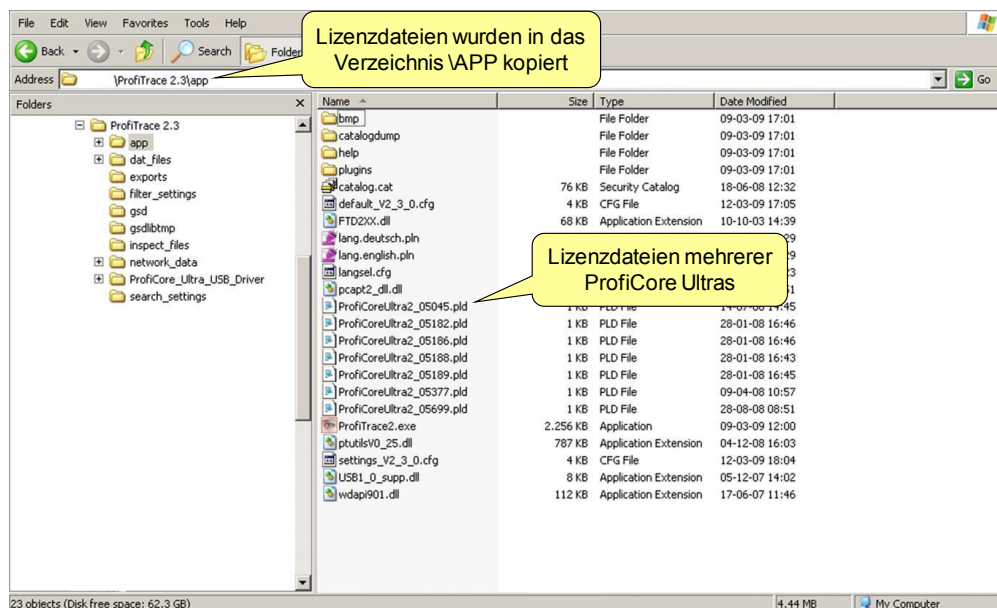 File Edit View Favorites Tools Help
Back Search Folder
Lizenzdateien wurden in das
Verzeichnis \APP kopiert
Address \ProfiTrace 2.3\app Go
Folders
ProfiTrace 2.3
app
dat_files
exports
filter_settings
gsd
gsdlibtmp
inspect_files
network_data
ProfiCore_Ultra_USB_Driver
search_settings
Name Size Type Date Modified
bmp File Folder 09-03-09 17:01
catalogdump File Folder 09-03-09 17:01
help File Folder 09-03-09 17:01
plugins File Folder 09-03-09 17:01
catalog.cat 76 KB Security Catalog 18-06-08 12:32
default_V2_3_0.cfg 4 KB CFG File 12-03-09 17:05
FTD2XX.dll 68 KB Application Extension 10-10-03 14:39
lang.deutsch.pln
lang.english.pln
langsel.cfg
pcapt2_dll.dll
Lizenzdateien mehrerer
ProfiCore Ultras
ProfiCoreUltra2_05045.pld 1 KB PLD File 14-07-08 14:45
ProfiCoreUltra2_05182.pld 1 KB PLD File 28-01-08 16:46
ProfiCoreUltra2_05186.pld 1 KB PLD File 28-01-08 16:46
ProfiCoreUltra2_05188.pld 1 KB PLD File 28-01-08 16:43
ProfiCoreUltra2_05189.pld 1 KB PLD File 28-01-08 16:45
ProfiCoreUltra2_05377.pld 1 KB PLD File 09-04-08 10:57
ProfiCoreUltra2_05699.pld 1 KB PLD File 28-08-08 08:51
ProfiTrace2.exe 2.256 KB Application 09-03-09 12:00
ptutilsV0_25.dll 787 KB Application Extension 04-12-08 16:03
settings_V2_3_0.cfg 4 KB CFG File 12-03-09 18:04
USB1_0_supp.dll 8 KB Application Extension 05-12-07 14:02
wdapi901.dll 112 KB Application Extension 17-06-07 11:46
23 objects (Disk free space: 62,3 GB) 4,44 MB My Computer